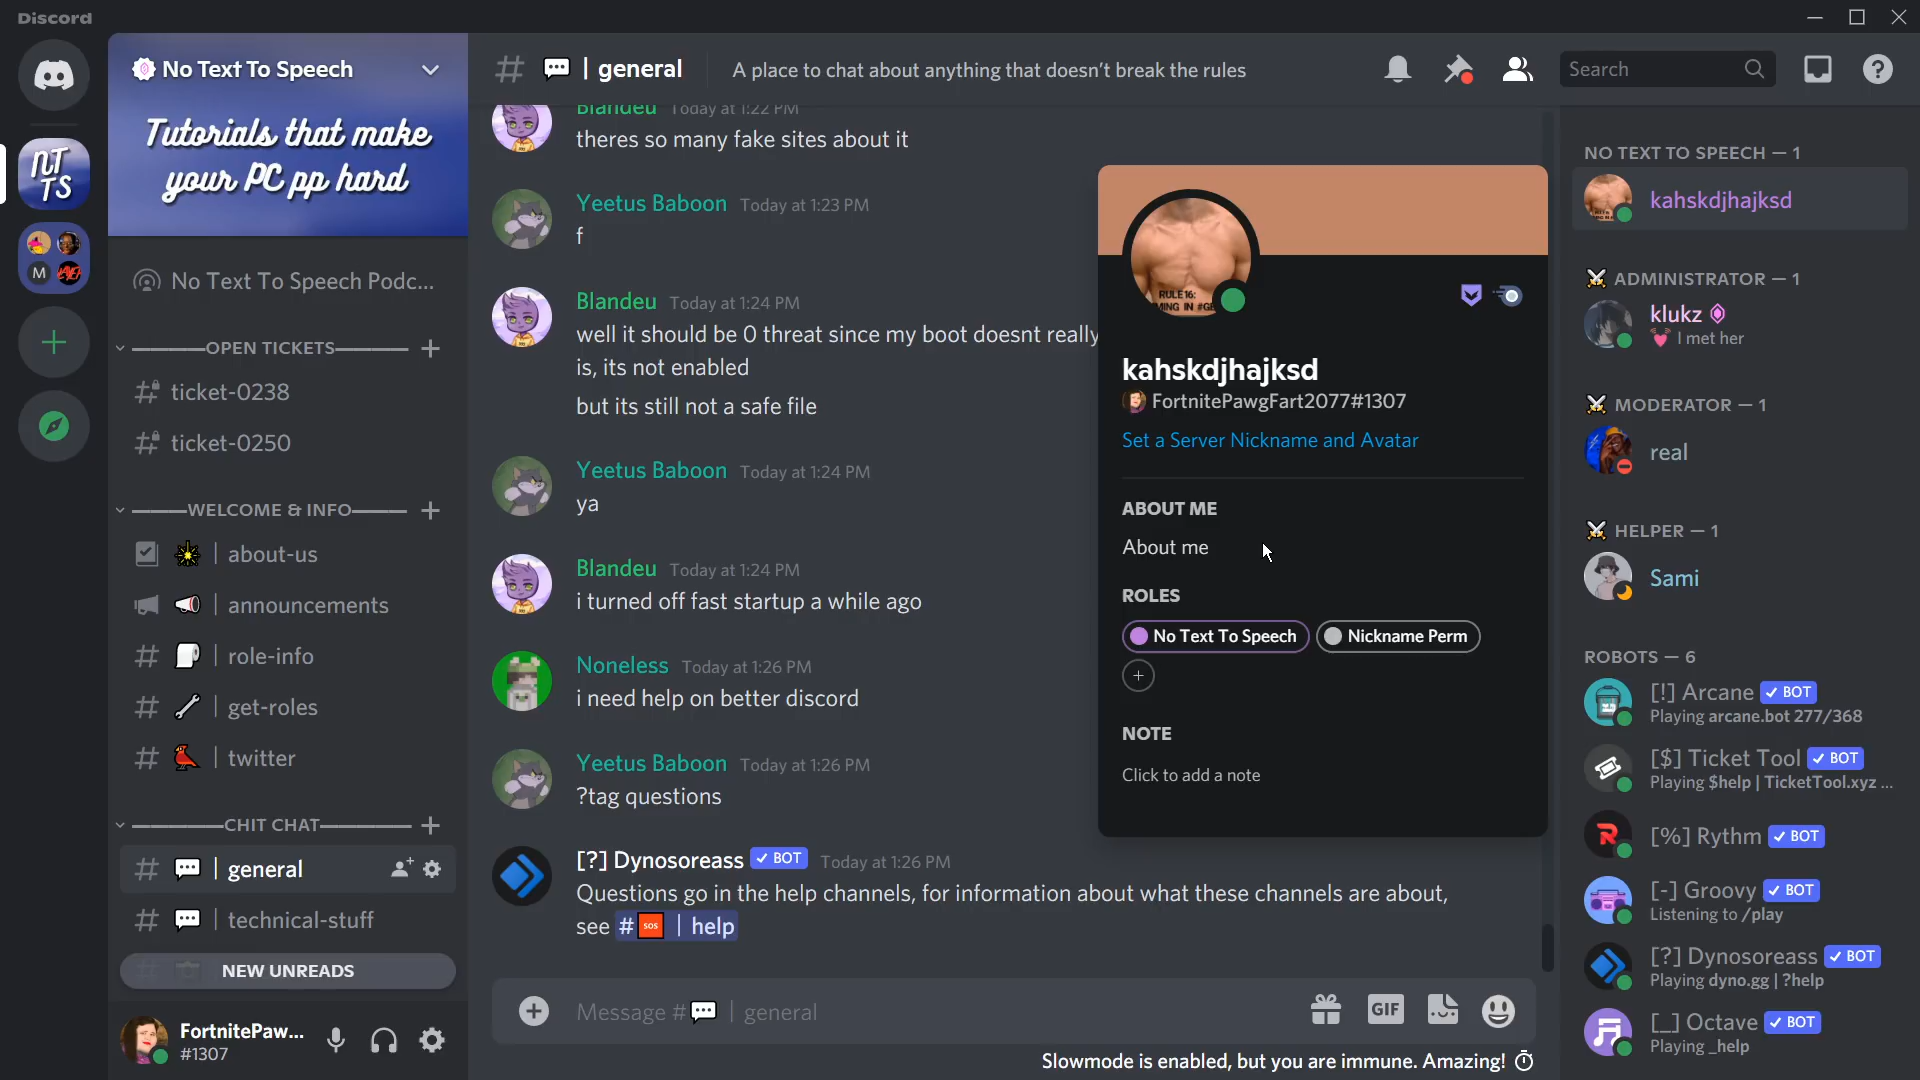 Discord
No Text To Speech
Tutorials that make
your PC pp hard
NT
TS
M
No Text To Speech Podc...
OPEN TICKETS
ticket-0238
ticket-0250
WELCOME & INFO
about-us
announcements
role-info
get-roles
twitter
CHIT CHAT
# | general
# | technical-stuff
NEW UNREADS
FortnitePaw...
#1307
# | general
A place to chat about anything that doesn't break the rules
Search
Blandeu Today at 1:22 PM
theres so many fake sites about it
Yeetus Baboon Today at 1:23 PM
f
Blandeu Today at 1:24 PM
well it should be 0 threat since my boot doesnt really
is, its not enabled
but its still not a safe file
Yeetus Baboon Today at 1:24 PM
ya
Blandeu Today at 1:24 PM
i turned off fast startup a while ago
Noneless Today at 1:26 PM
i need help on better discord
Yeetus Baboon Today at 1:26 PM
?tag questions
[?] Dynosoreass ✓ BOT Today at 1:26 PM
Questions go in the help channels, for information about what these channels are about,
see # sos | help
Message # | general
GIF
Slowmode is enabled, but you are immune. Amazing!
RULE 16:
kahskdjhajksd
FortnitePawgFart2077#1307
Set a Server Nickname and Avatar
ABOUT ME
About me
ROLES
No Text To Speech
Nickname Perm
NOTE
Click to add a note
NO TEXT TO SPEECH — 1
kahskdjhajksd
ADMINISTRATOR — 1
klukz
I met her
MODERATOR — 1
real
HELPER — 1
Sami
ROBOTS — 6
[!] Arcane ✓ BOT
Playing arcane.bot 277/368
[$] Ticket Tool ✓ BOT
Playing $help | TicketTool.xyz ...
[%] Rythm ✓ BOT
[-] Groovy ✓ BOT
Listening to /play
[?] Dynosoreass ✓ BOT
Playing dyno.gg | ?help
[_] Octave ✓ BOT
Playing _help